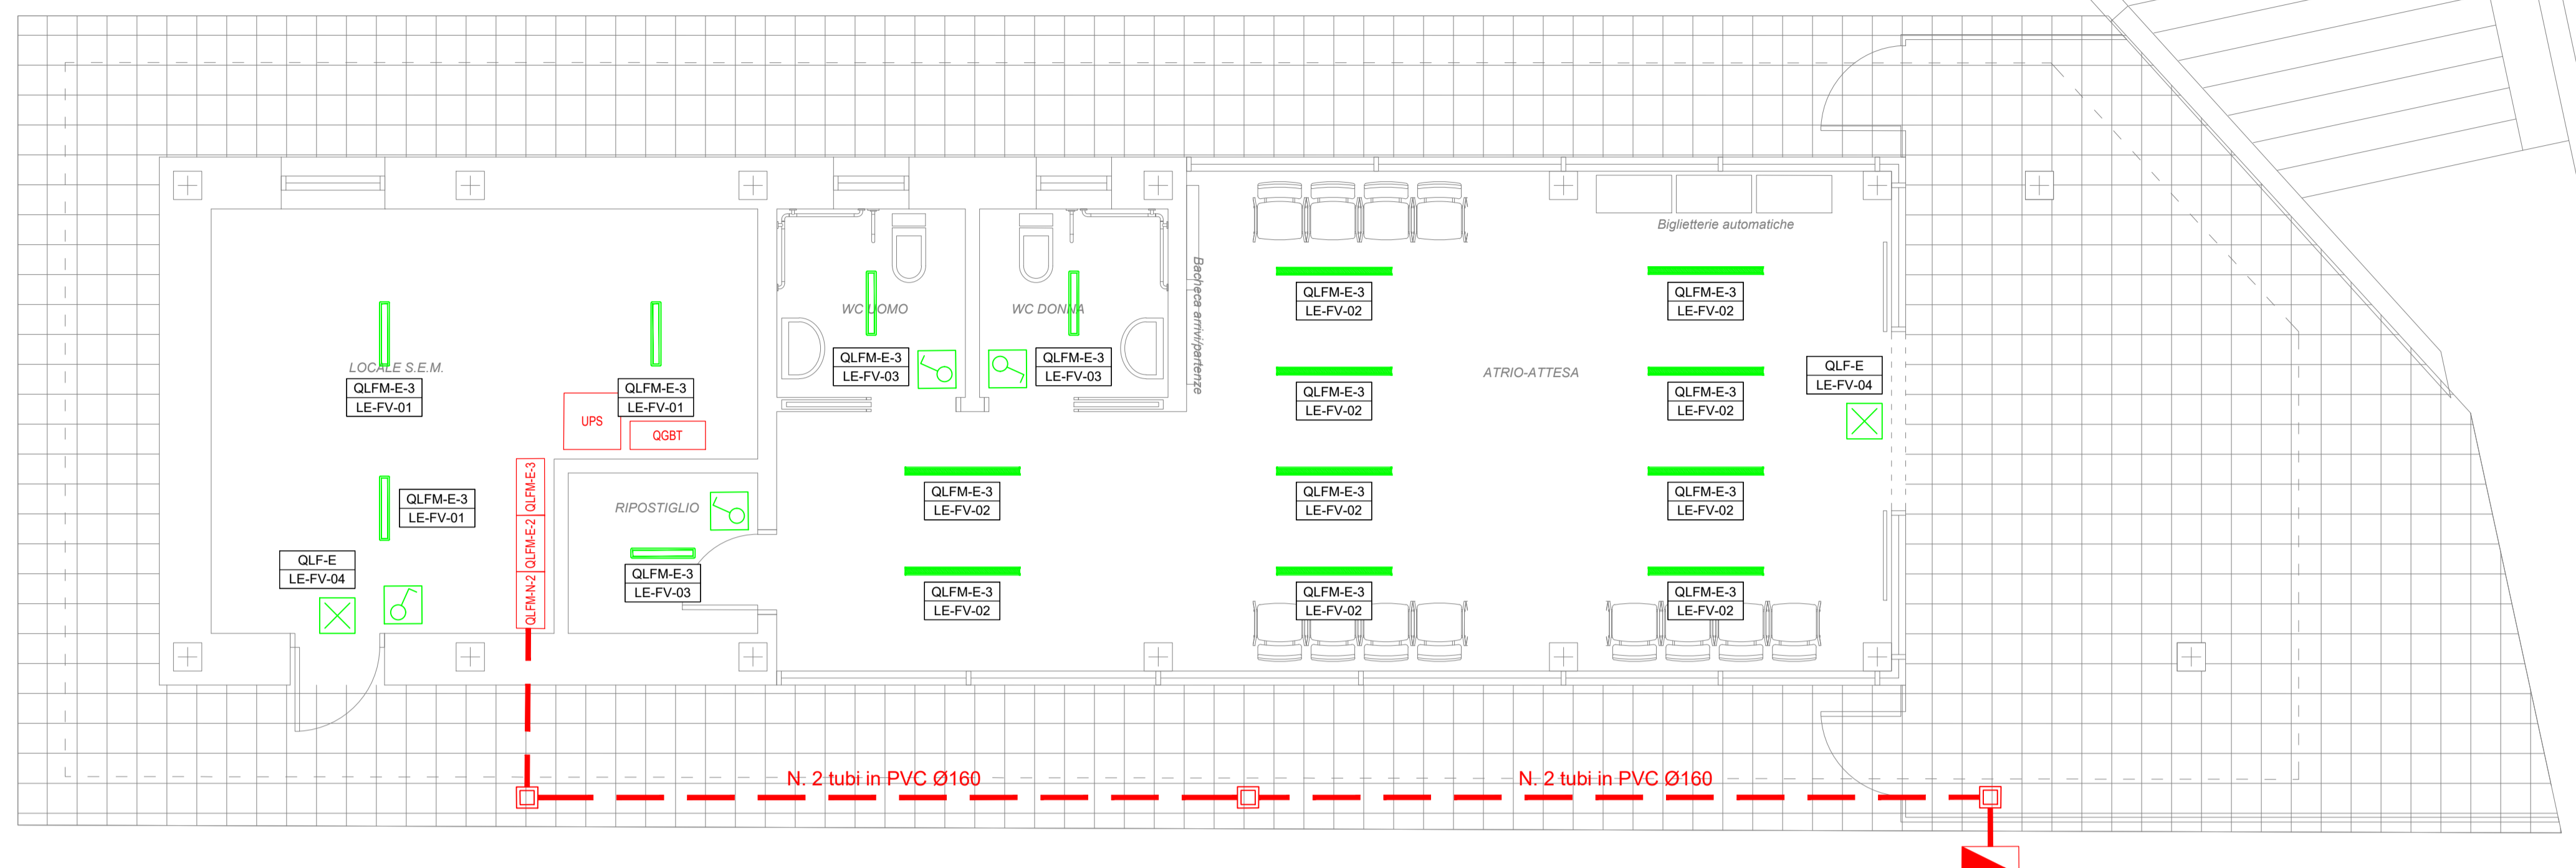 Biglietterie automatiche
QLFM-E-3
LE-FV-02
QLFM-E-3
LE-FV-02
WC UOMO
WC DONNA
Bacheca arrivi/partenze
QLFM-E-3
LE-FV-03
QLFM-E-3
LE-FV-03
LOCALE S.E.M.
QLFM-E-3
LE-FV-01
QLFM-E-3
LE-FV-01
ATRIO-ATTESA
QLF-E
LE-FV-04
QLFM-E-3
LE-FV-02
QLFM-E-3
LE-FV-02
UPS
QGBT
QLFM-E-3
QLFM-E-2
QLFM-N-2
QLFM-E-3
LE-FV-01
RIPOSTIGLIO
QLFM-E-3
LE-FV-02
QLFM-E-3
LE-FV-02
QLFM-E-3
LE-FV-02
QLF-E
LE-FV-04
QLFM-E-3
LE-FV-03
QLFM-E-3
LE-FV-02
QLFM-E-3
LE-FV-02
QLFM-E-3
LE-FV-02
N. 2 tubi in PVC Ø160
N. 2 tubi in PVC Ø160